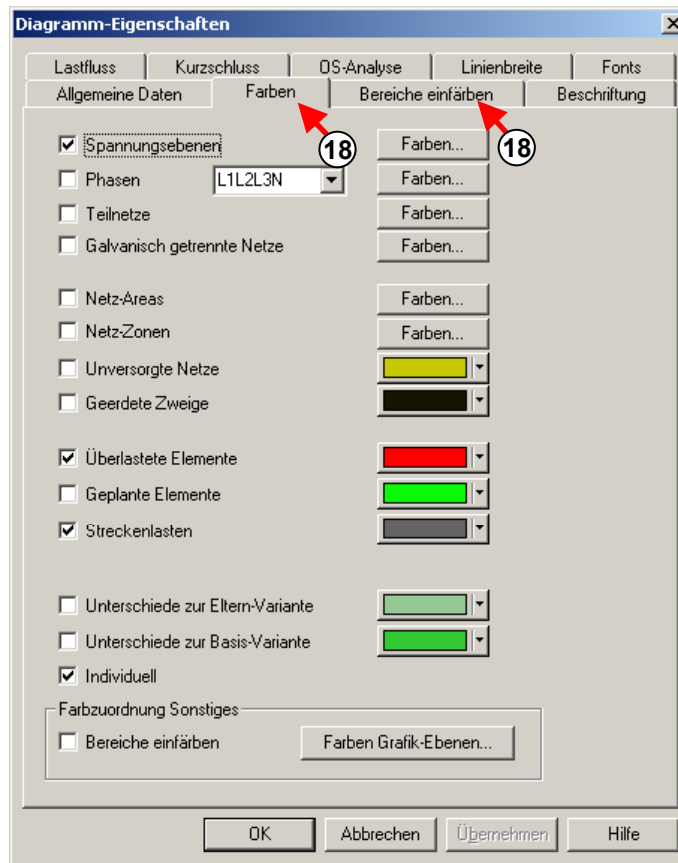 Diagramm-Eigenschaften
Lastfluss Kurzschluss OS-Analyse Linienbreite Fonts
Allgemeine Daten Farben Bereiche einfärben Beschriftung
18 18
Spannungsebenen Farben...
Phasen L1L2L3N Farben...
Teilnetze Farben...
Galvanisch getrennte Netze Farben...
Netz-Areas Farben...
Netz-Zonen Farben...
Unversorgte Netze
Geerdete Zweige
Überlastete Elemente
Geplante Elemente
Streckenlasten
Unterschiede zur Eltern-Variante
Unterschiede zur Basis-Variante
Individuell
Farbzuordnung Sonstiges
Bereiche einfärben Farben Grafik-Ebenen...
OK Abbrechen Übernehmen Hilfe